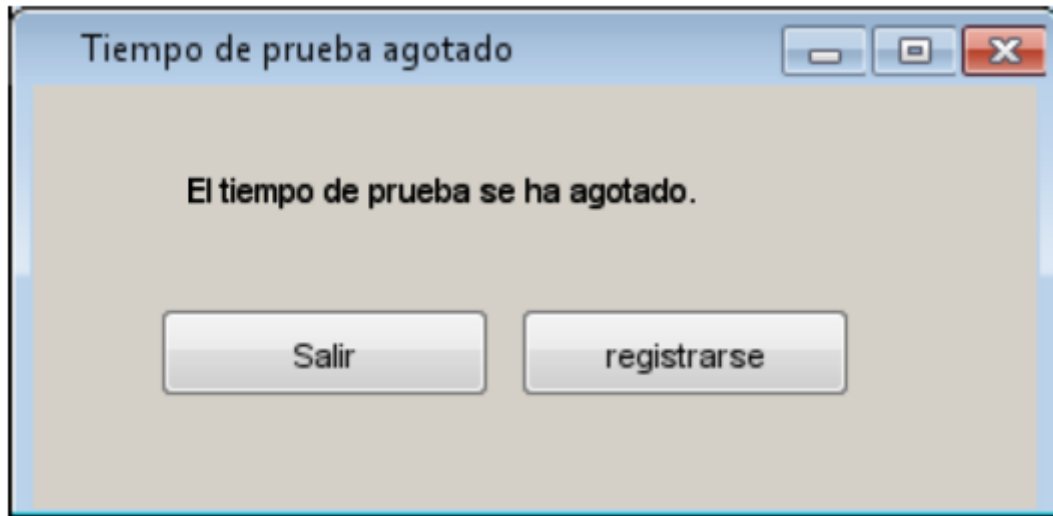 Tiempo de prueba agotado
El tiempo de prueba se ha agotado.
Salir
registrarse